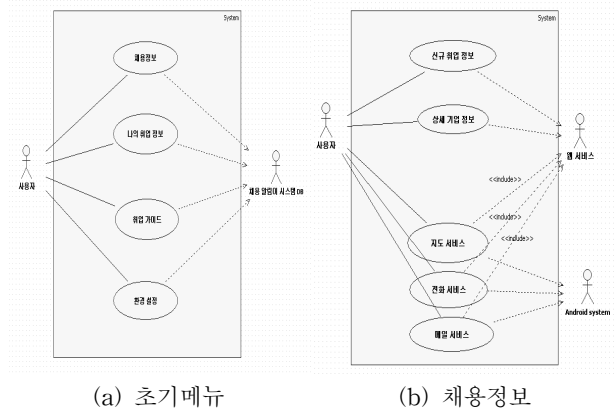 System
채용정보
나의 취업 정보
사용자
채용 알림이 시스템 DB
취업 가이드
환경 설정
(a) 초기메뉴
System
신규 취업 정보
사용자
상세 기업 정보
웹 서비스
<<include>>
<<include>>
<<include>>
지도 서비스
전화 서비스
Android system
메일 서비스
(b) 채용정보